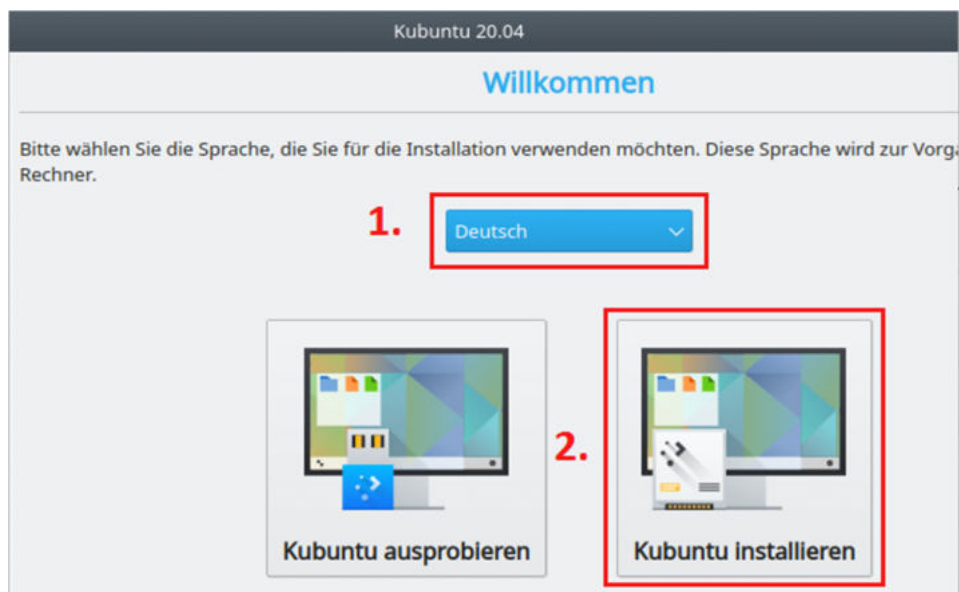 Kubuntu 20.04
Willkommen
Bitte wählen Sie die Sprache, die Sie für die Installation verwenden möchten. Diese Sprache wird zur
Rechner.
1.
Deutsch
2.
Kubuntu ausprobieren
Kubuntu installieren